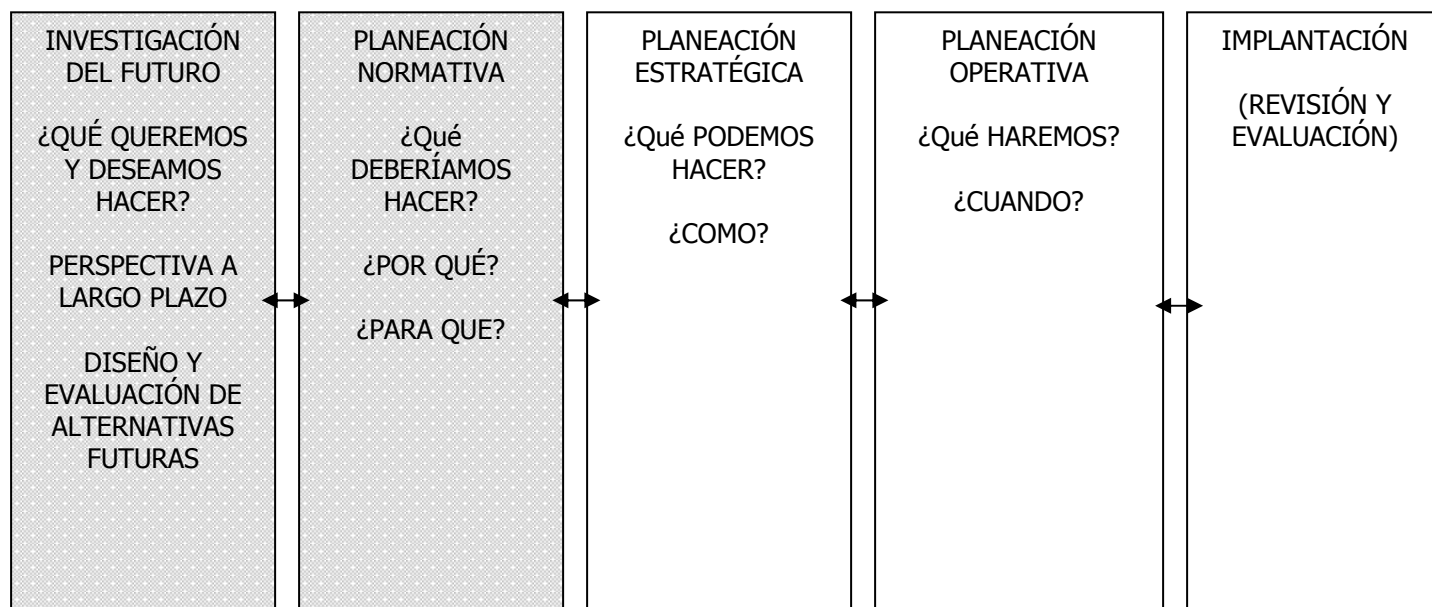 INVESTIGACIÓN
DEL FUTURO
¿QUÉ QUEREMOS
Y DESEAMOS
HACER?
PERSPECTIVA A
LARGO PLAZO
DISEÑO Y
EVALUACIÓN DE
ALTERNATIVAS
FUTURAS
PLANEACIÓN
NORMATIVA
¿Qué
DEBERÍAMOS
HACER?
¿POR QUÉ?
¿PARA QUE?
PLANEACIÓN
ESTRATÉGICA
¿Qué PODEMOS
HACER?
¿COMO?
PLANEACIÓN
OPERATIVA
¿Qué HAREMOS?
¿CUANDO?
IMPLANTACIÓN
(REVISIÓN Y
EVALUACIÓN)